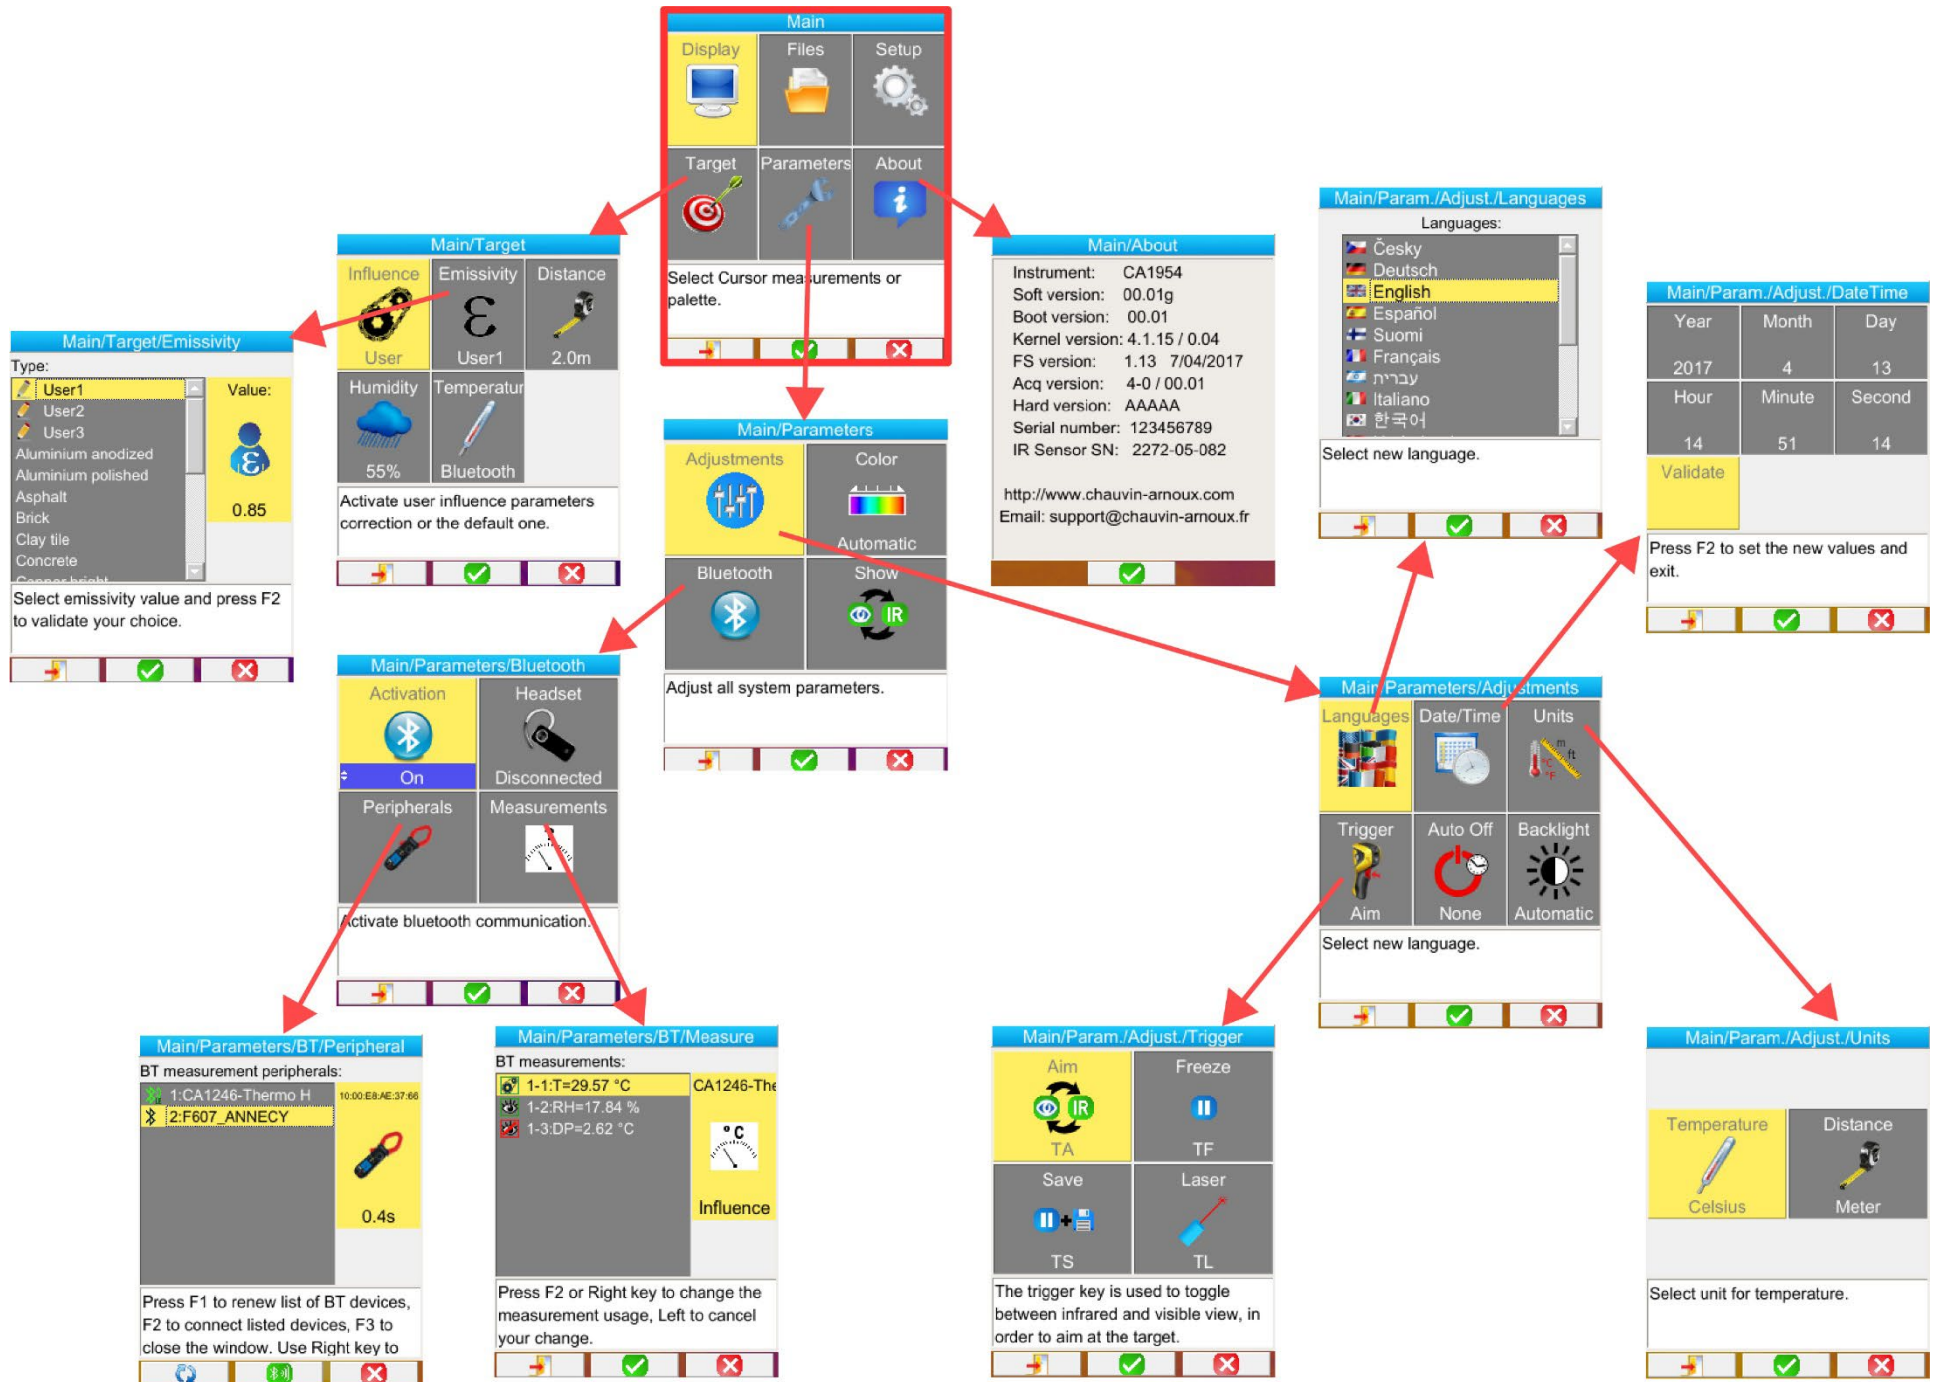 Main
Display Files Setup
Target Parameters About
Select Cursor measurements or
palette.
Main/Target
Influence Emissivity Distance
User User1 2.0m
Humidity Temperatur
55% Bluetooth
Activate user influence parameters
correction or the default one.
Main/Target/Emissivity
Type:
User1
User2
User3
Aluminium anodized
Aluminium polished
Asphalt
Brick
Clay tile
Concrete
Value:
0.85
Select emissivity value and press F2
to validate your choice.
Main/Parameters
Adjustments Color
Automatic
Bluetooth Show
IR
Adjust all system parameters.
Main/About
Instrument: CA1954
Soft version: 00.01g
Boot version: 00.01
Kernel version: 4.1.15 / 0.04
FS version: 1.13 7/04/2017
Acq version: 4-0 / 00.01
Hard version: AAAAA
Serial number: 123456789
IR Sensor SN: 2272-05-082
http://www.chauvin-arnoux.com
Email: support@chauvin-arnoux.fr
Main/Param./Adjust./Languages
Languages:
Česky
Deutsch
English
Español
Suomi
Français
עברית
Italiano
한국어
Select new language.
Main/Param./Adjust./DateTime
Year Month Day
2017 4 13
Hour Minute Second
14 51 14
Validate
Press F2 to set the new values and
exit.
Main/Parameters/Bluetooth
Activation Headset
On Disconnected
Peripherals Measurements
Activate bluetooth communication.
Main/Parameters/Adjustments
Languages Date/Time Units
m
ft
°C
°F
Trigger Auto Off Backlight
Aim None Automatic
Select new language.
Main/Parameters/BT/Peripheral
BT measurement peripherals:
1:CA1246-Thermo H
2:F607_ANNECY
10:00:E8:AE:37:66
0.4s
Press F1 to renew list of BT devices,
F2 to connect listed devices, F3 to
close the window. Use Right key to
Main/Parameters/BT/Measure
BT measurements:
1-1:T=29.57 °C
1-2:RH=17.84 %
1-3:DP=2.62 °C
CA1246-The
°C
Influence
Press F2 or Right key to change the
measurement usage, Left to cancel
your change.
Main/Param./Adjust./Trigger
Aim Freeze
IR
TA TF
Save Laser
TS TL
The trigger key is used to toggle
between infrared and visible view, in
order to aim at the target.
Main/Param./Adjust./Units
Temperature Distance
Celsius Meter
Select unit for temperature.